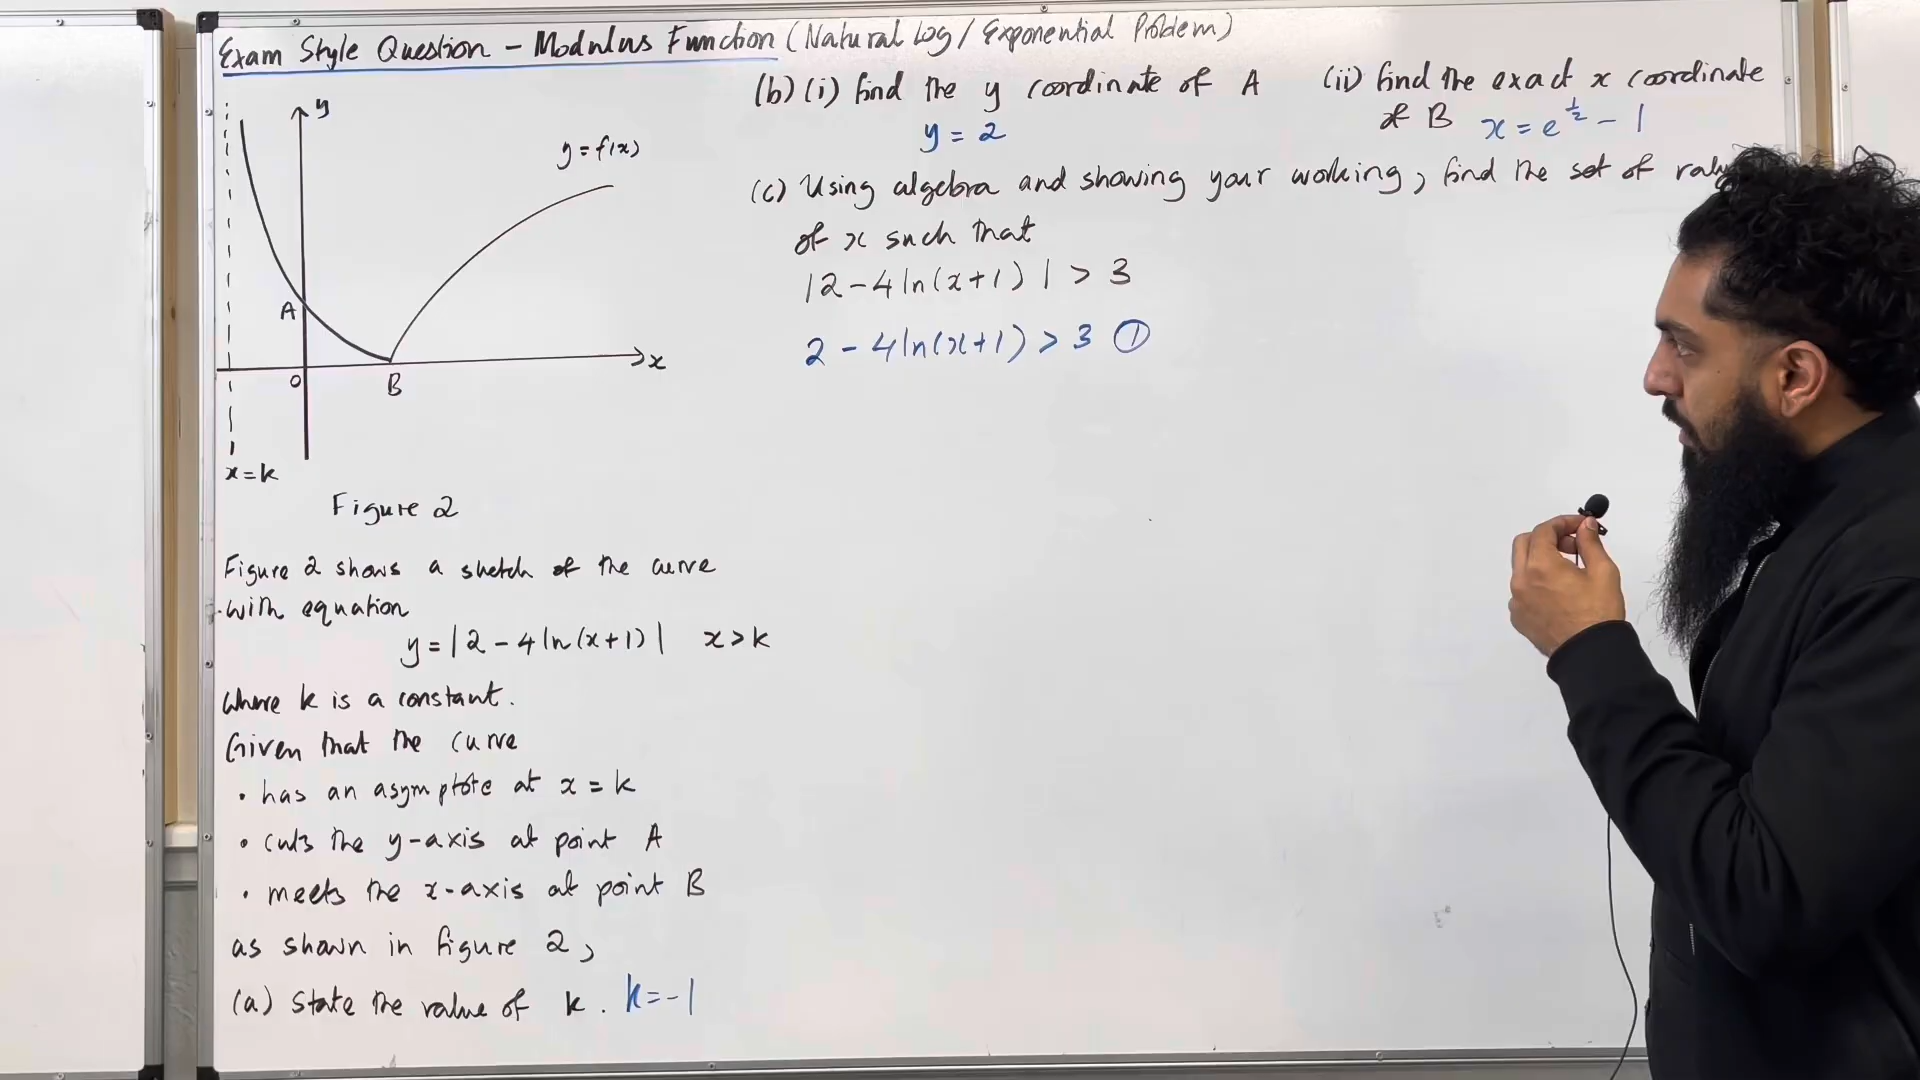 Exam Style Question - Modulus Function (Natural Log / Exponential Problem)
y
y = f(x)
A
O
B
x
x = k
Figure 2
Figure 2 shows a sketch of the curve
with equation
y = |2 - 4ln(x+1)| x > k
where k is a constant.
Given that the curve
• has an asymptote at x = k
• cuts the y-axis at point A
• meets the x-axis at point B
as shown in figure 2,
(a) State the value of k. k = -1
(b) (i) find the y coordinate of A
y = 2
(ii) find the exact x coordinate
of B x = e^½ - 1
(c) Using algebra and showing your working, find the set of
of x such that
|2 - 4ln(x+1)| > 3
2 - 4ln(x+1) > 3 ①